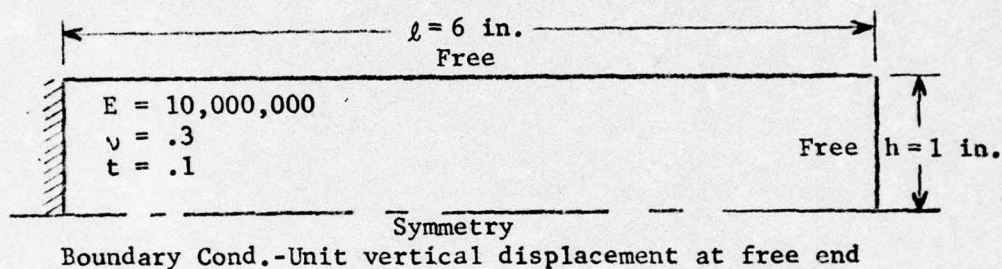 ℓ = 6 in.
Free
E = 10,000,000
ν = .3
t = .1
Free
h = 1 in.
Symmetry
Boundary Cond.-Unit vertical displacement at free end